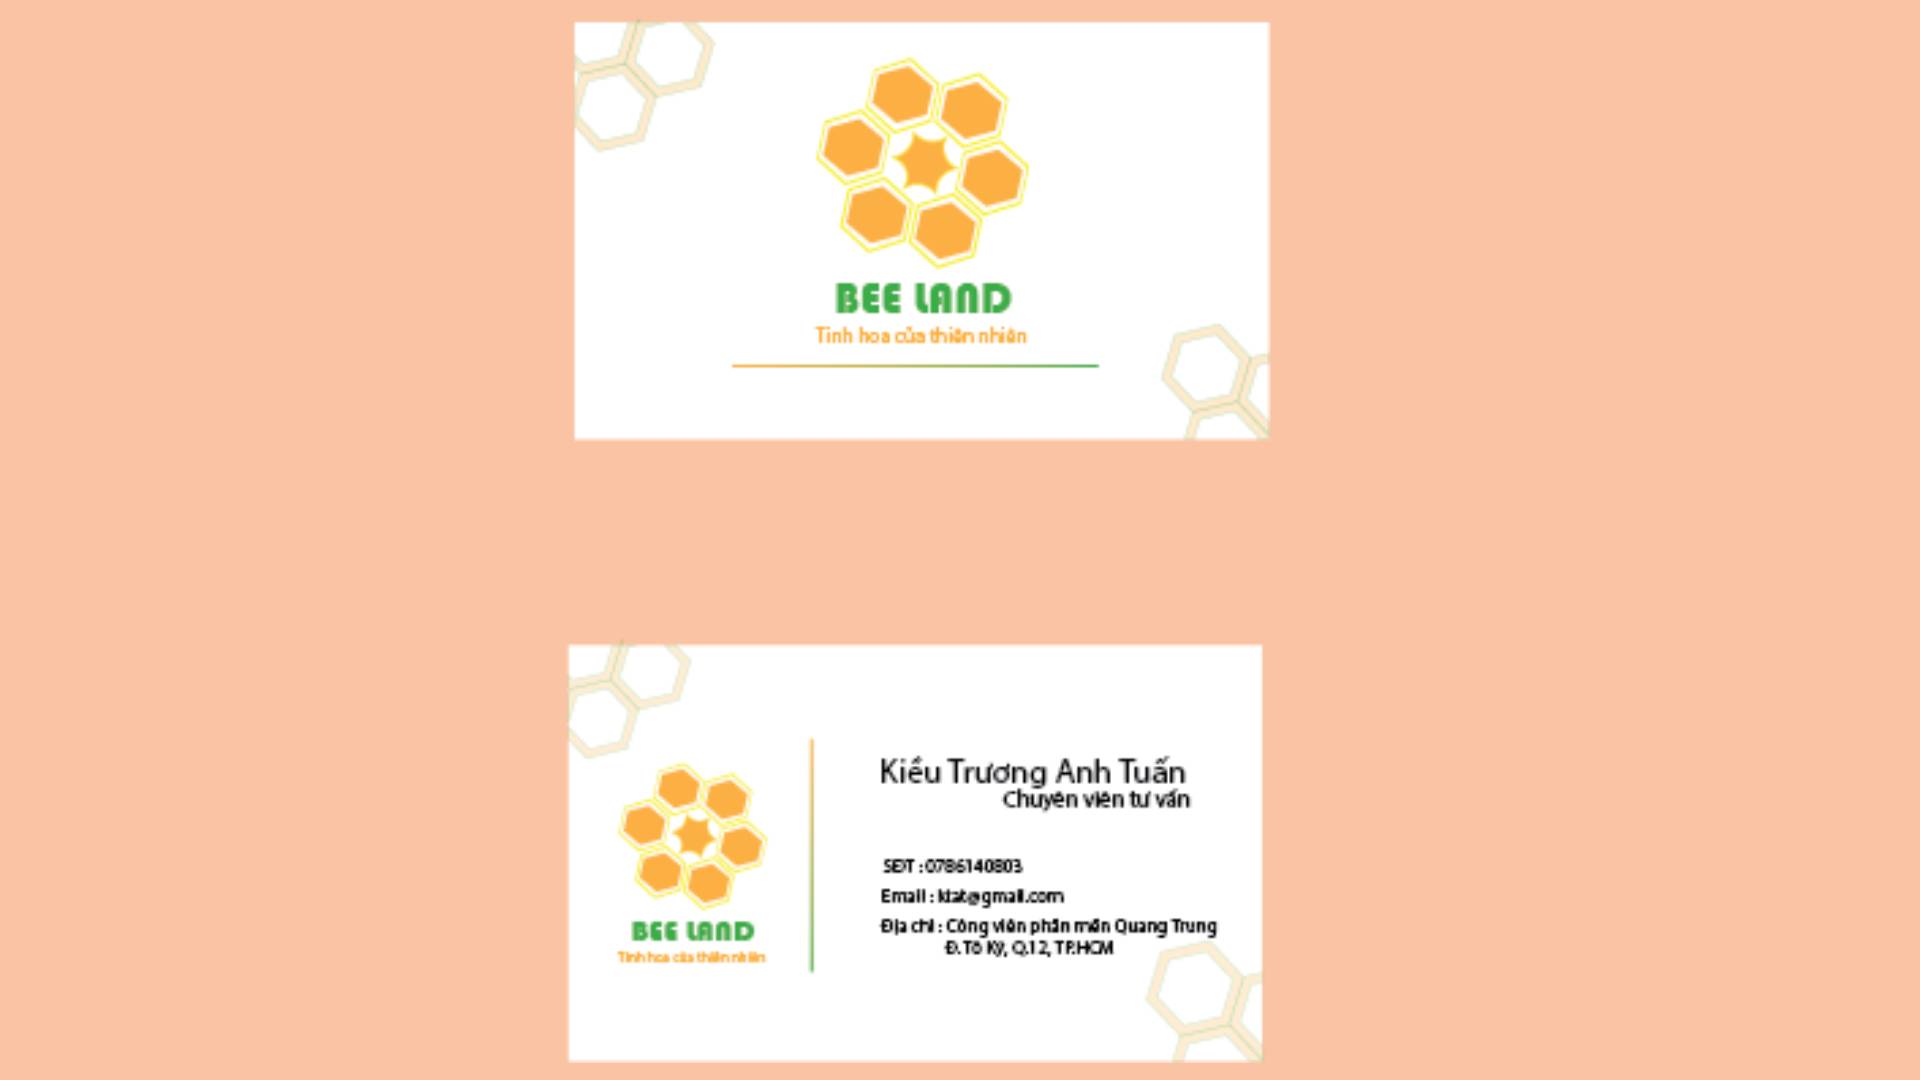 BEE LAND
Tinh hoa của thiên nhiên
Kiều Trương Anh Tuấn
Chuyên viên tư vấn
BEE LAND
Tinh hoa của thiên nhiên
SĐT : 0786140803
Email : ktat@gmail.com
Địa chỉ : Công viên phần mền Quang Trung
Đ. Tô Ký, Q.12, TP.HCM